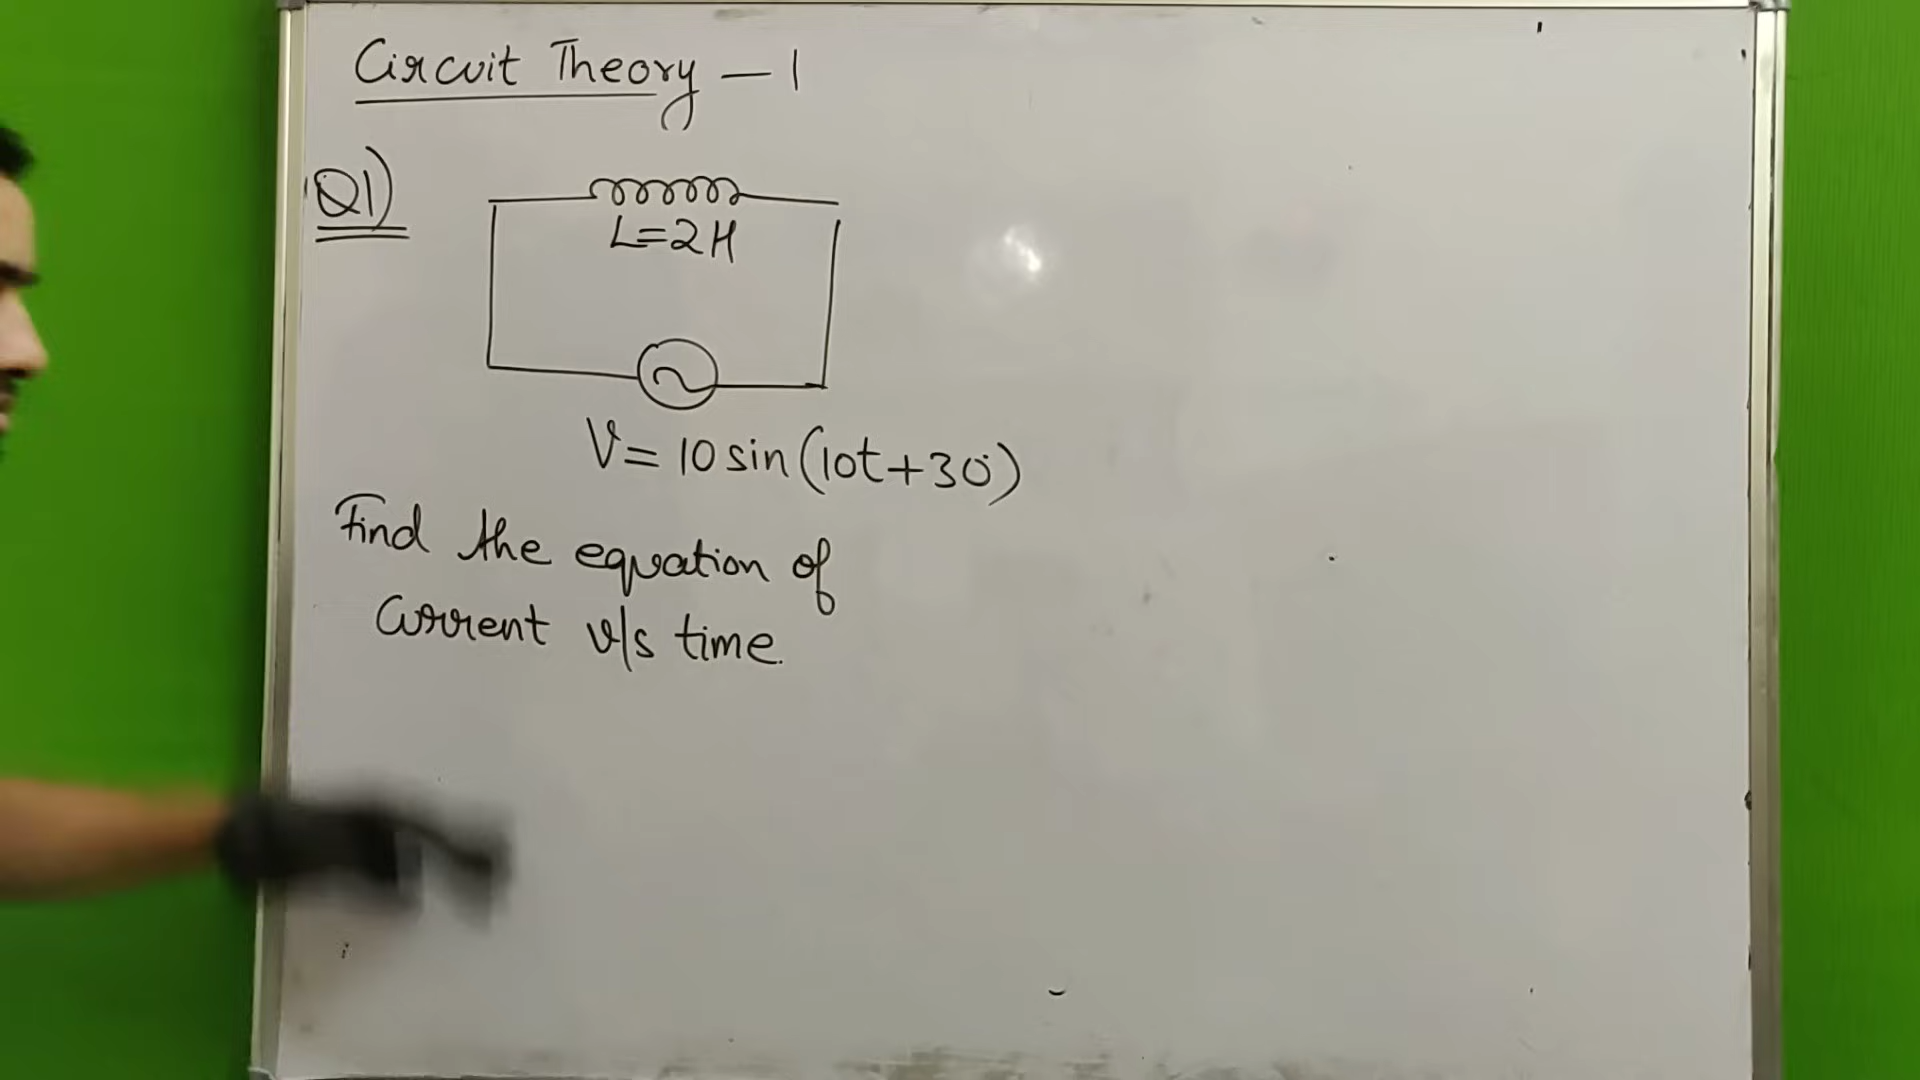 Circuit Theory - 1
Q1)
L=2H
V= 10 sin(10t+30°)
Find the equation of
Current v/s time.